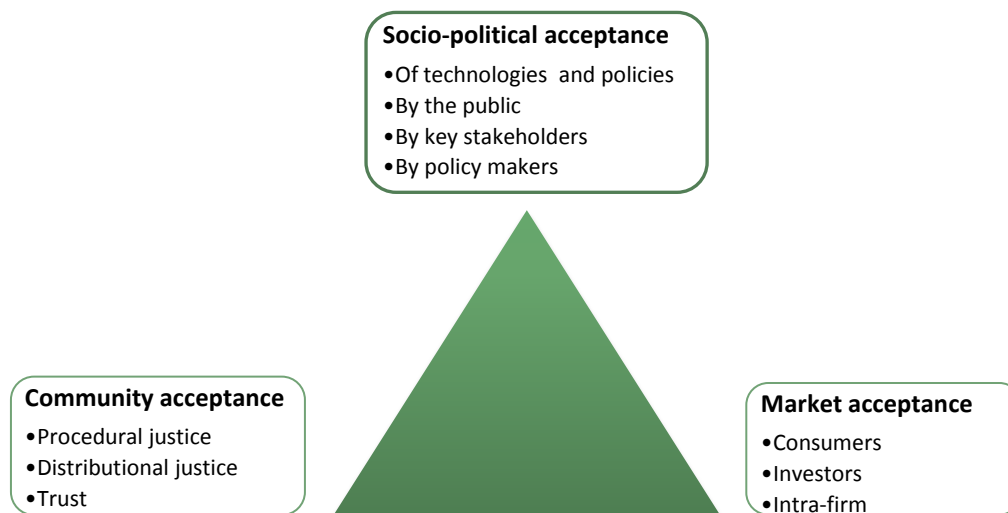 Socio-political acceptance
•Of technologies and policies
•By the public
•By key stakeholders
•By policy makers
Community acceptance
•Procedural justice
•Distributional justice
•Trust
Market acceptance
•Consumers
•Investors
•Intra-firm